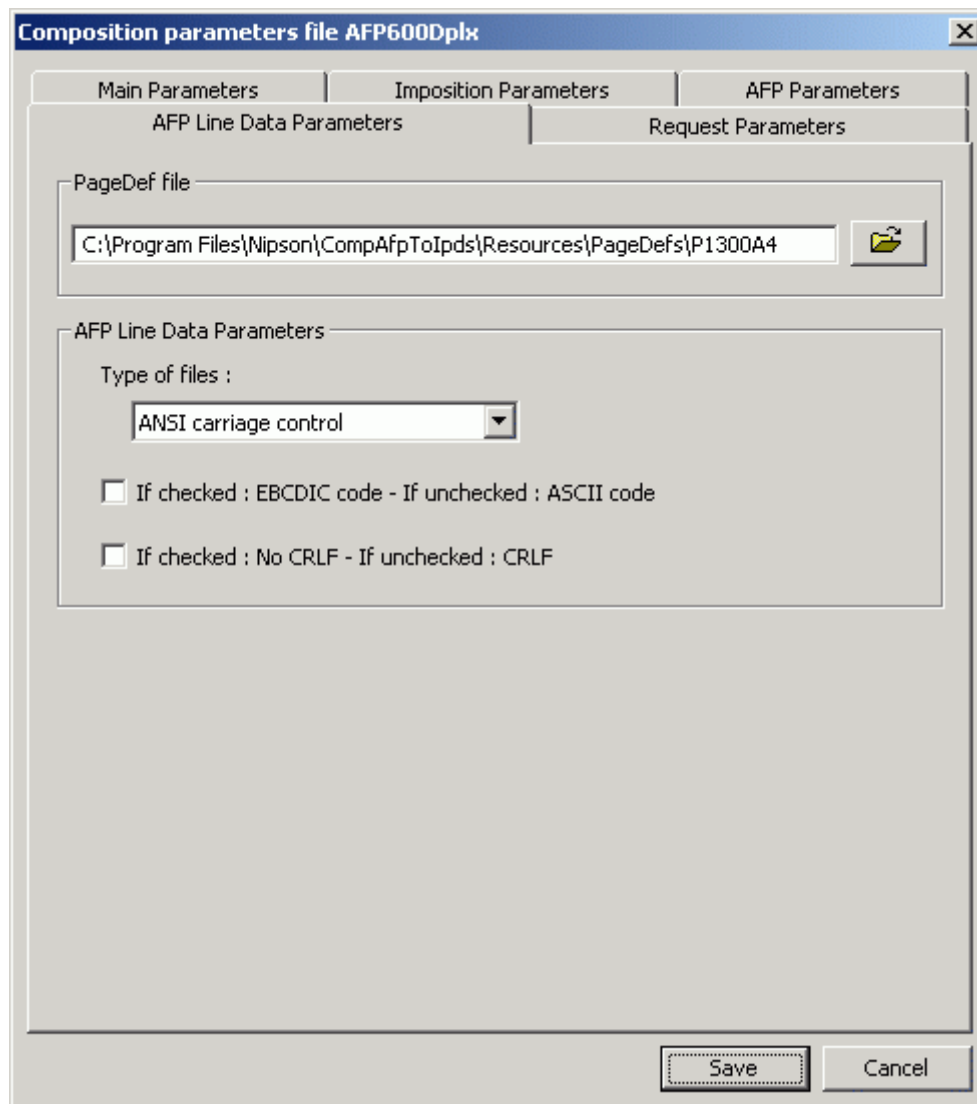 Composition parameters file AFP600Dplx
Main Parameters
Imposition Parameters
AFP Parameters
AFP Line Data Parameters
Request Parameters
PageDef file
C:\Program Files\Nipson\CompAfpToIpds\Resources\PageDefs\P1300A4
AFP Line Data Parameters
Type of files :
ANSI carriage control
If checked : EBCDIC code - If unchecked : ASCII code
If checked : No CRLF - If unchecked : CRLF
Save
Cancel